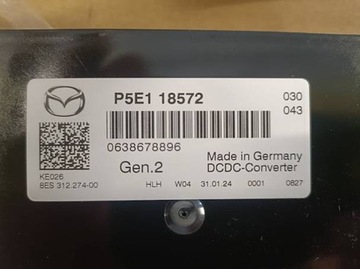 P5E1 18572
030
043
0638678896
KE026
8ES 312.274-00
Gen.2
Made in Germany
DCDC-Converter
HLH W04 31.01.24 0001 0827